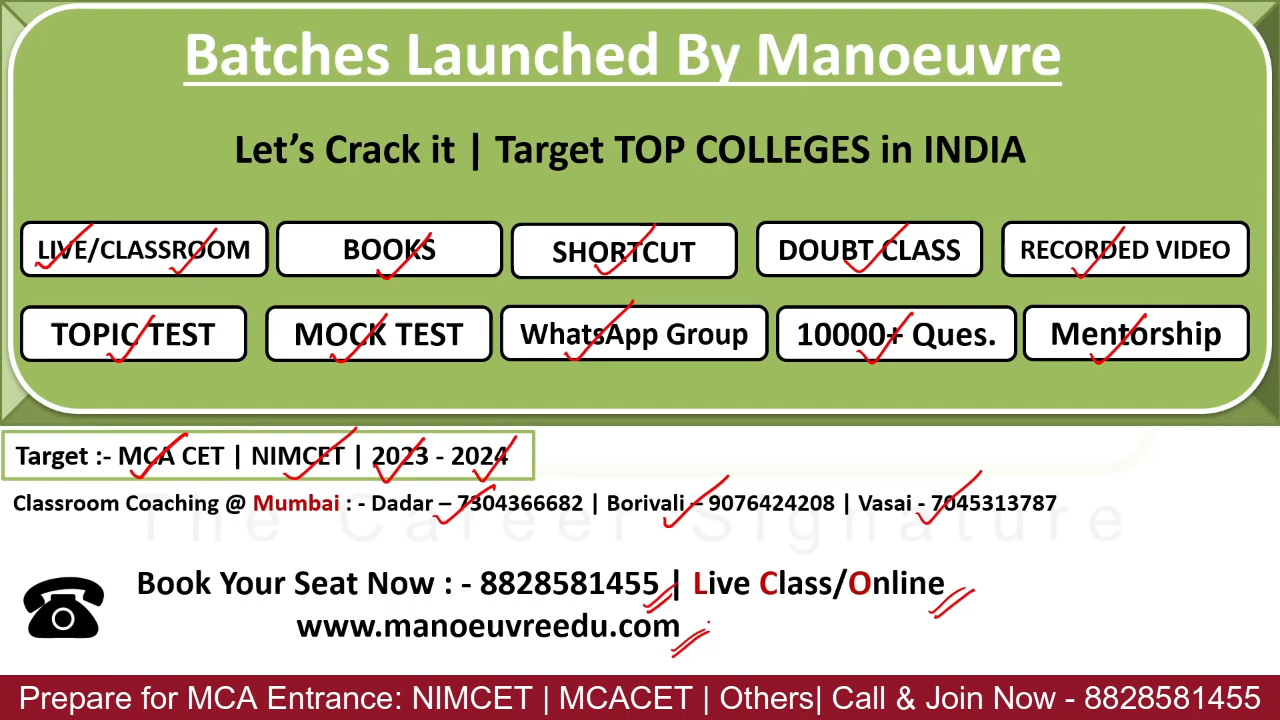 Batches Launched By Manoeuvre
Let's Crack it | Target TOP COLLEGES in INDIA
LIVE/CLASSROOM BOOKS SHORTCUT DOUBT CLASS RECORDED VIDEO
TOPIC TEST MOCK TEST WhatsApp Group 10000+ Ques. Mentorship
Target :- MCA CET | NIMCET | 2023 - 2024
Classroom Coaching @ Mumbai : - Dadar – 7304366682 | Borivali – 9076424208 | Vasai - 7045313787
The Career Signature
Book Your Seat Now : - 8828581455 | Live Class/Online
www.manoeuvreedu.com
Prepare for MCA Entrance: NIMCET | MCACET | Others| Call & Join Now - 8828581455